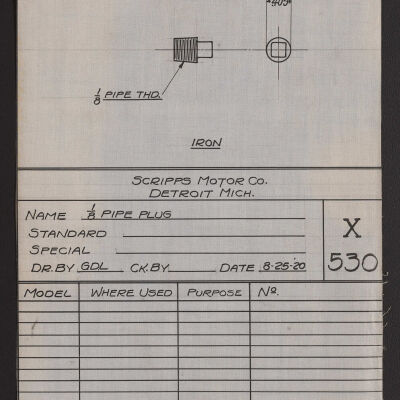 .405
1/8 PIPE THD.
IRON
SCRIPPS MOTOR CO.
DETROIT MICH.
NAME 1/8 PIPE PLUG
STANDARD
SPECIAL
DR. BY GDL CK. BY DATE 8-25-'20
X
530
MODEL WHERE USED PURPOSE No.